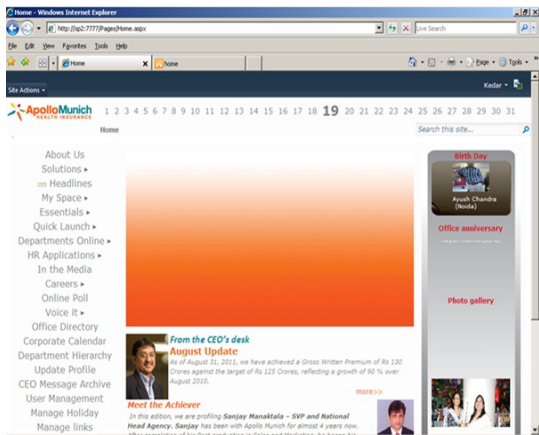 Home - Windows Internet Explorer
http://sp2:7777/Pages/Home.aspx
Live Search
File Edit View Favorites Tools Help
Home
home
Page
Tools
Site Actions
Kedar
ApolloMunich
HEALTH INSURANCE
1 2 3 4 5 6 7 8 9 10 11 12 13 14 15 16 17 18 19 20 21 22 23 24 25 26 27 28 29 30 31
Home
Search this site...
About Us
Solutions
Headlines
My Space
Essentials
Quick Launch
Departments Online
HR Applications
In the Media
Careers
Online Poll
Voice it
Office Directory
Corporate Calendar
Department Hierarchy
Update Profile
CEO Message Archive
User Management
Manage Holiday
Manage links
From the CEO's desk
August Update
As of August 31, 2011, we have achieved a Gross Written Premium of Rs 130
Crores against the target of Rs 125 Crores, reflecting a growth of 90 % over
August 2010.
more>>
Meet the Achiever
In this edition, we are profiling Sanjay Manaktala – SVP and National
Head Agency. Sanjay has been with Apollo Munich for almost 4 years now.
Birth Day
Ayush Chandra
(Noida)
Office anniversary
Photo gallery